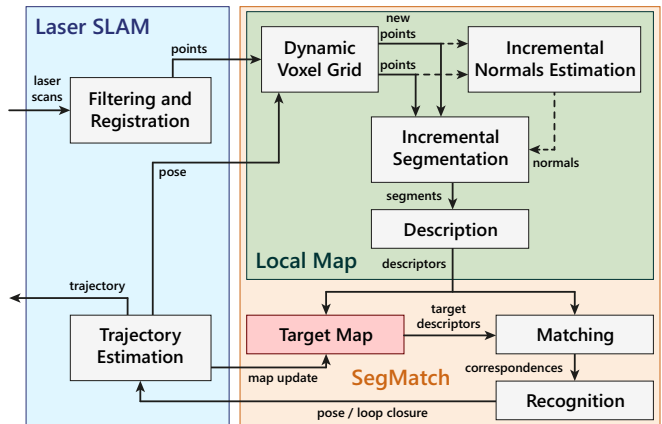 Laser SLAM
laser
scans
Filtering and
Registration
points
Dynamic
Voxel Grid
new
points
points
Incremental
Normals Estimation
Incremental
Segmentation
normals
pose
segments
Description
Local Map
descriptors
trajectory
Trajectory
Estimation
Target Map
target
descriptors
Matching
map update
SegMatch
correspondences
Recognition
pose / loop closure